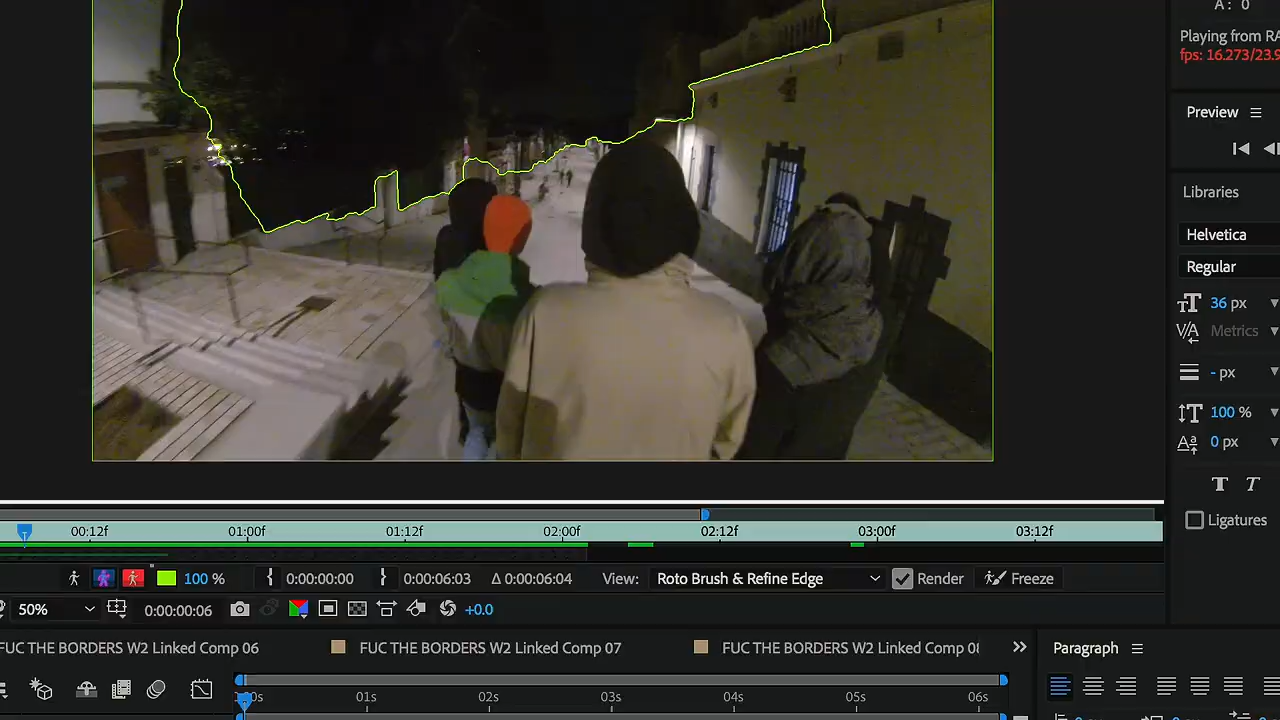 A: 0
Playing from RA
fps: 16.273/23.9
Preview
Libraries
Helvetica
Regular
36 px
Metrics
- px
100 %
0 px
T T
Ligatures
00:12f 01:00f 01:12f 02:00f 02:12f 03:00f 03:12f
100 % 0:00:00:00 0:00:06:03 Δ 0:00:06:04 View: Roto Brush & Refine Edge Render Freeze
50% 0:00:00:06 +0.0
FUC THE BORDERS W2 Linked Comp 06 FUC THE BORDERS W2 Linked Comp 07 FUC THE BORDERS W2 Linked Comp 08 Paragraph
01s 02s 03s 04s 05s 06s